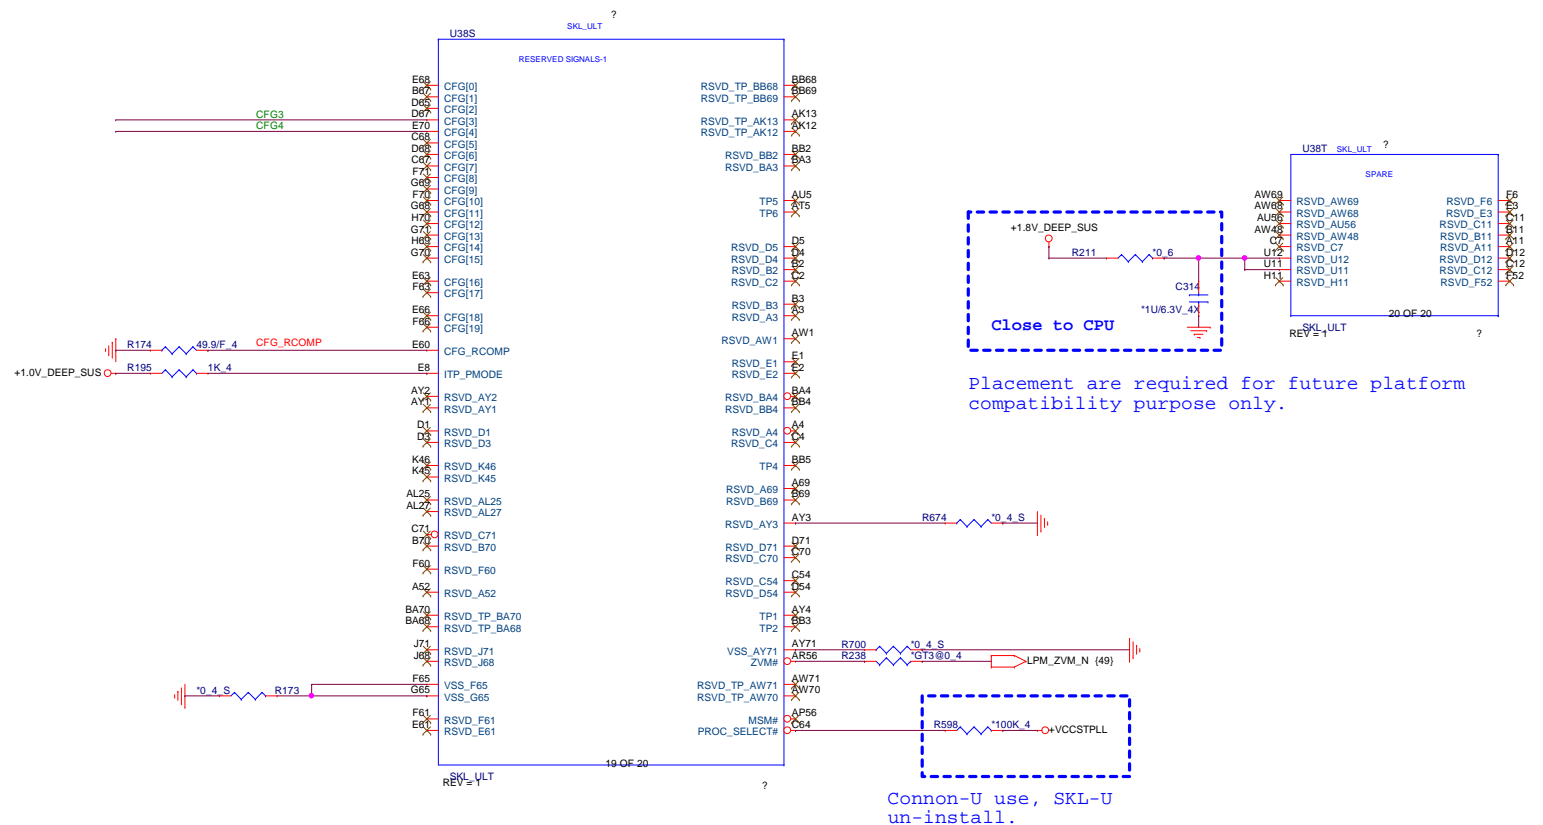 ?
SKL_ULT
U38S
RESERVED SIGNALS-1
E68 CFG[0]
B67 CFG[1]
D65 CFG[2]
CFG3 D67 CFG[3]
CFG4 E70 CFG[4]
C68 CFG[5]
D68 CFG[6]
C67 CFG[7]
F71 CFG[8]
G69 CFG[9]
F70 CFG[10]
G68 CFG[11]
H70 CFG[12]
G71 CFG[13]
H69 CFG[14]
G70 CFG[15]
E63 CFG[16]
F63 CFG[17]
E66 CFG[18]
F66 CFG[19]
R174 49.9/F_4 CFG_RCOMP E60 CFG_RCOMP
+1.0V_DEEP_SUS R195 1K_4 E8 ITP_PMODE
AY2 RSVD_AY2
AY1 RSVD_AY1
D1 RSVD_D1
D3 RSVD_D3
K46 RSVD_K46
K45 RSVD_K45
AL25 RSVD_AL25
AL27 RSVD_AL27
C71 RSVD_C71
B70 RSVD_B70
F60 RSVD_F60
A52 RSVD_A52
BA70 RSVD_TP_BA70
BA68 RSVD_TP_BA68
J71 RSVD_J71
J68 RSVD_J68
F65 VSS_F65
*0_4_S R173 G65 VSS_G65
F61 RSVD_F61
E61 RSVD_E61
RSVD_TP_BB68 BB68
RSVD_TP_BB69 BB69
RSVD_TP_AK13 AK13
RSVD_TP_AK12 AK12
RSVD_BB2 BB2
RSVD_BA3 BA3
TP5 AU5
TP6 AT5
RSVD_D5 D5
RSVD_D4 D4
RSVD_B2 B2
RSVD_C2 C2
RSVD_B3 B3
RSVD_A3 A3
RSVD_AW1 AW1
RSVD_E1 E1
RSVD_E2 E2
RSVD_BA4 BA4
RSVD_BB4 BB4
RSVD_A4 A4
RSVD_C4 C4
TP4 BB5
RSVD_A69 A69
RSVD_B69 B69
RSVD_AY3 AY3 R674 *0_4_S
RSVD_D71 D71
RSVD_C70 C70
RSVD_C54 C54
RSVD_D54 D54
TP1 AY4
TP2 BB3
VSS_AY71 AY71 R700 *0_4_S
ZVM# AR56 R238 *GT3@0_4 LPM_ZVM_N {49}
RSVD_TP_AW71 AW71
RSVD_TP_AW70 AW70
MSM# AP56
PROC_SELECT# C64 R598 *100K_4 +VCCSTPLL
19 OF 20
SKL_ULT
REV = 1
?
Connon-U use, SKL-U
un-install.
+1.8V_DEEP_SUS
R211 *0_6
C314
*1U/6.3V_4X
Close to CPU
Placement are required for future platform
compatibility purpose only.
?
U38T SKL_ULT
SPARE
AW69 RSVD_AW69
AW68 RSVD_AW68
AU56 RSVD_AU56
AW48 RSVD_AW48
C7 RSVD_C7
U12 RSVD_U12
U11 RSVD_U11
H11 RSVD_H11
RSVD_F6 F6
RSVD_E3 E3
RSVD_C11 C11
RSVD_B11 B11
RSVD_A11 A11
RSVD_D12 D12
RSVD_C12 C12
RSVD_F52 F52
20 OF 20
SKL_ULT
REV = 1
?